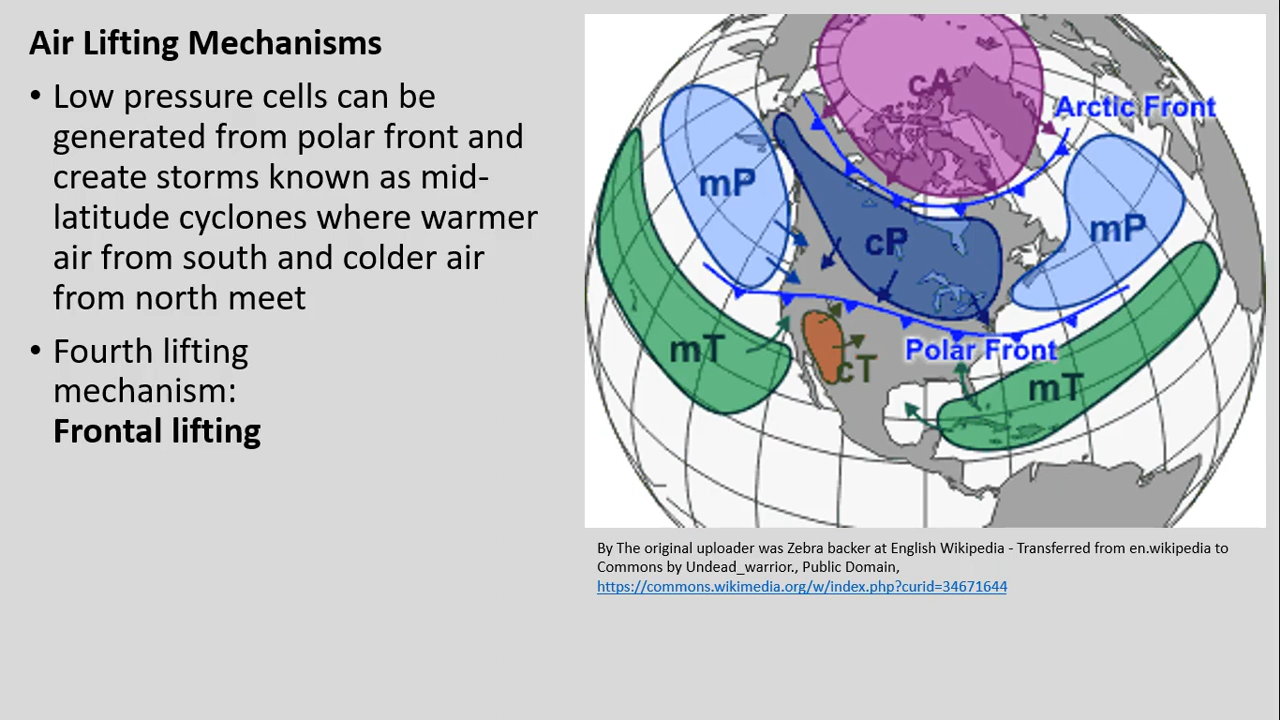 Air Lifting Mechanisms
• Low pressure cells can be
generated from polar front and
create storms known as mid-
latitude cyclones where warmer
air from south and colder air
from north meet
• Fourth lifting
mechanism:
Frontal lifting
cA
Arctic Front
mP
mP
cP
mT
cT
Polar Front
mT
By The original uploader was Zebra backer at English Wikipedia - Transferred from en.wikipedia to
Commons by Undead_warrior., Public Domain,
https://commons.wikimedia.org/w/index.php?curid=34671644